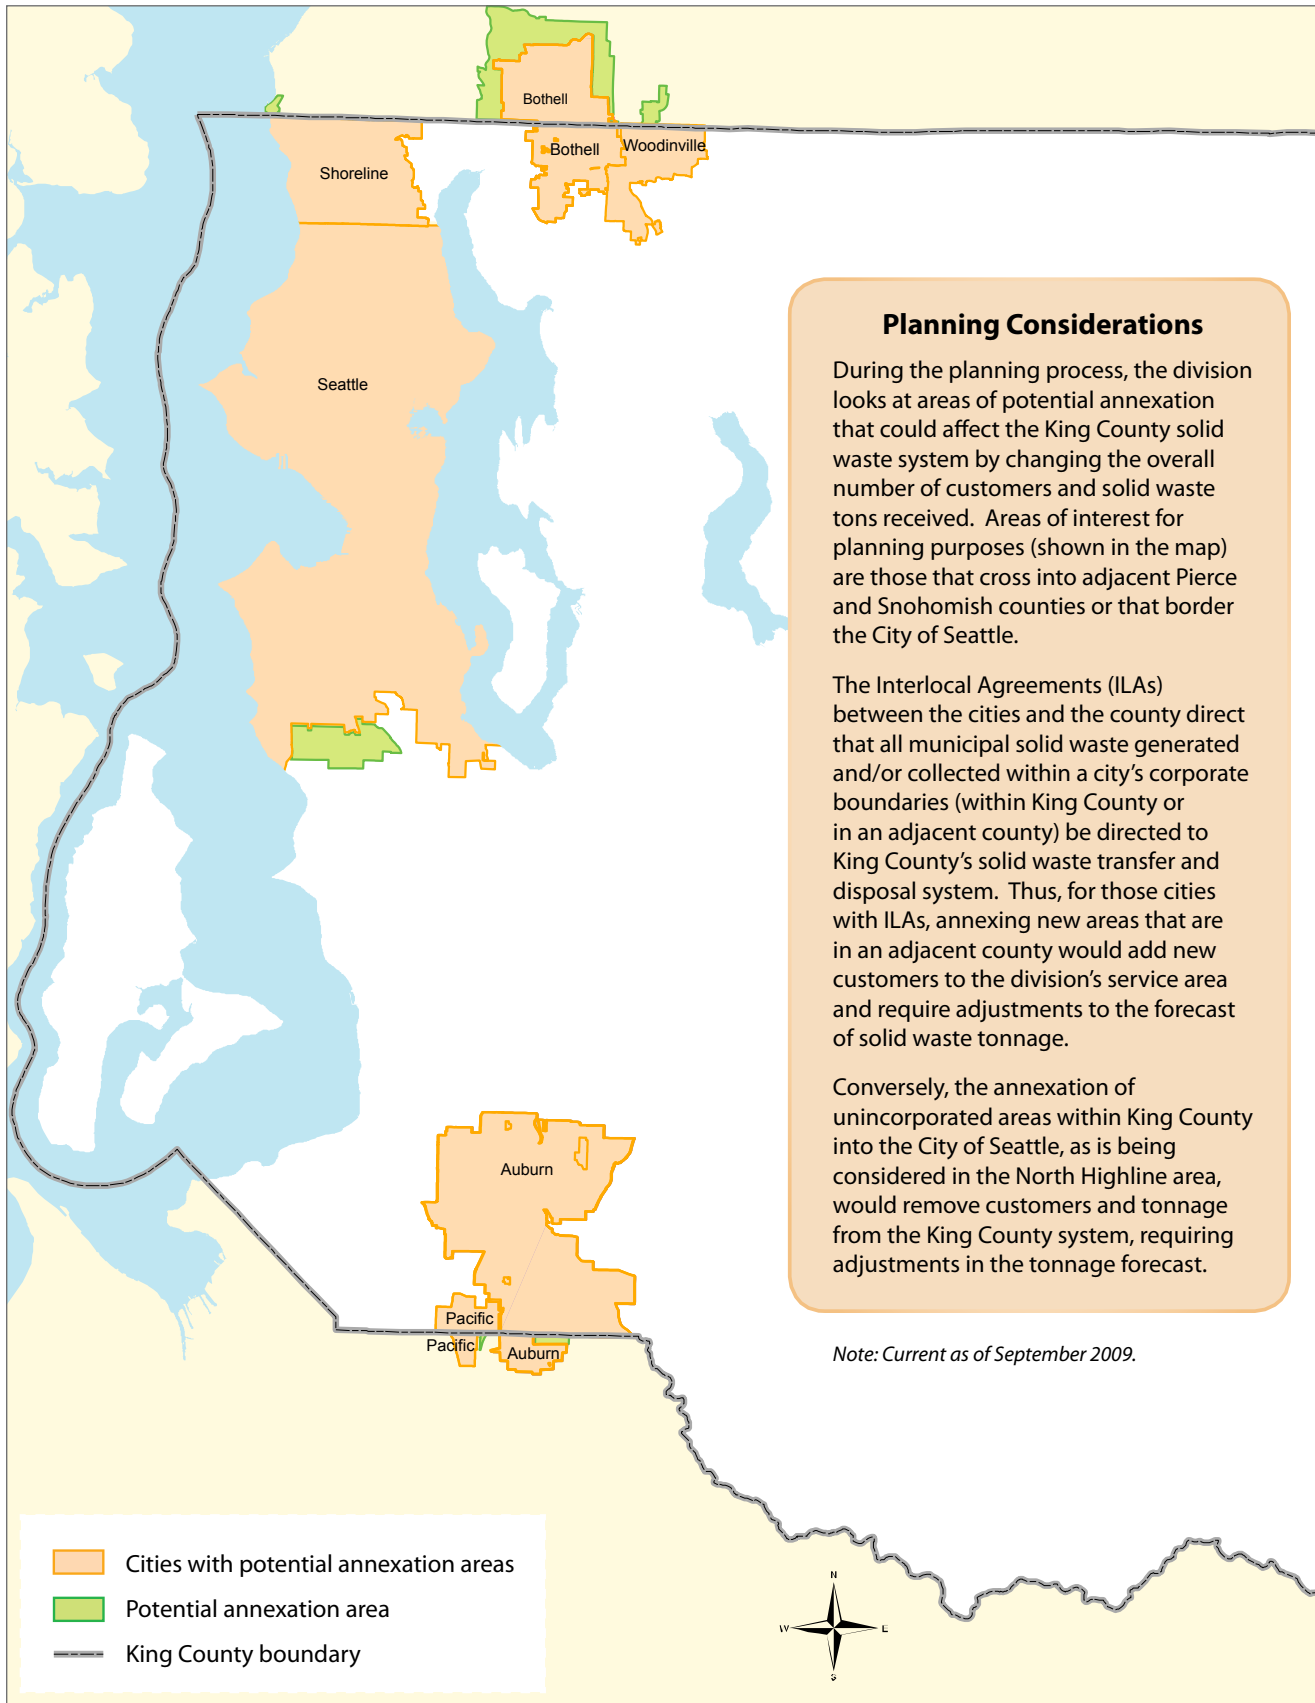 Bothell
Bothell
Woodinville
Shoreline
Seattle
Planning Considerations
During the planning process, the division
looks at areas of potential annexation
that could affect the King County solid
waste system by changing the overall
number of customers and solid waste
tons received.  Areas of interest for
planning purposes (shown in the map)
are those that cross into adjacent Pierce
and Snohomish counties or that border
the City of Seattle.
The Interlocal Agreements (ILAs)
between the cities and the county direct
that all municipal solid waste generated
and/or collected within a city's corporate
boundaries (within King County or
in an adjacent county) be directed to
King County's solid waste transfer and
disposal system.  Thus, for those cities
with ILAs, annexing new areas that are
in an adjacent county would add new
customers to the division's service area
and require adjustments to the forecast
of solid waste tonnage.
Conversely, the annexation of
unincorporated areas within King County
into the City of Seattle, as is being
considered in the North Highline area,
would remove customers and tonnage
from the King County system, requiring
adjustments in the tonnage forecast.
Auburn
Pacific
Pacific
Auburn
Note: Current as of September 2009.
Cities with potential annexation areas
Potential annexation area
King County boundary
N
W E
S